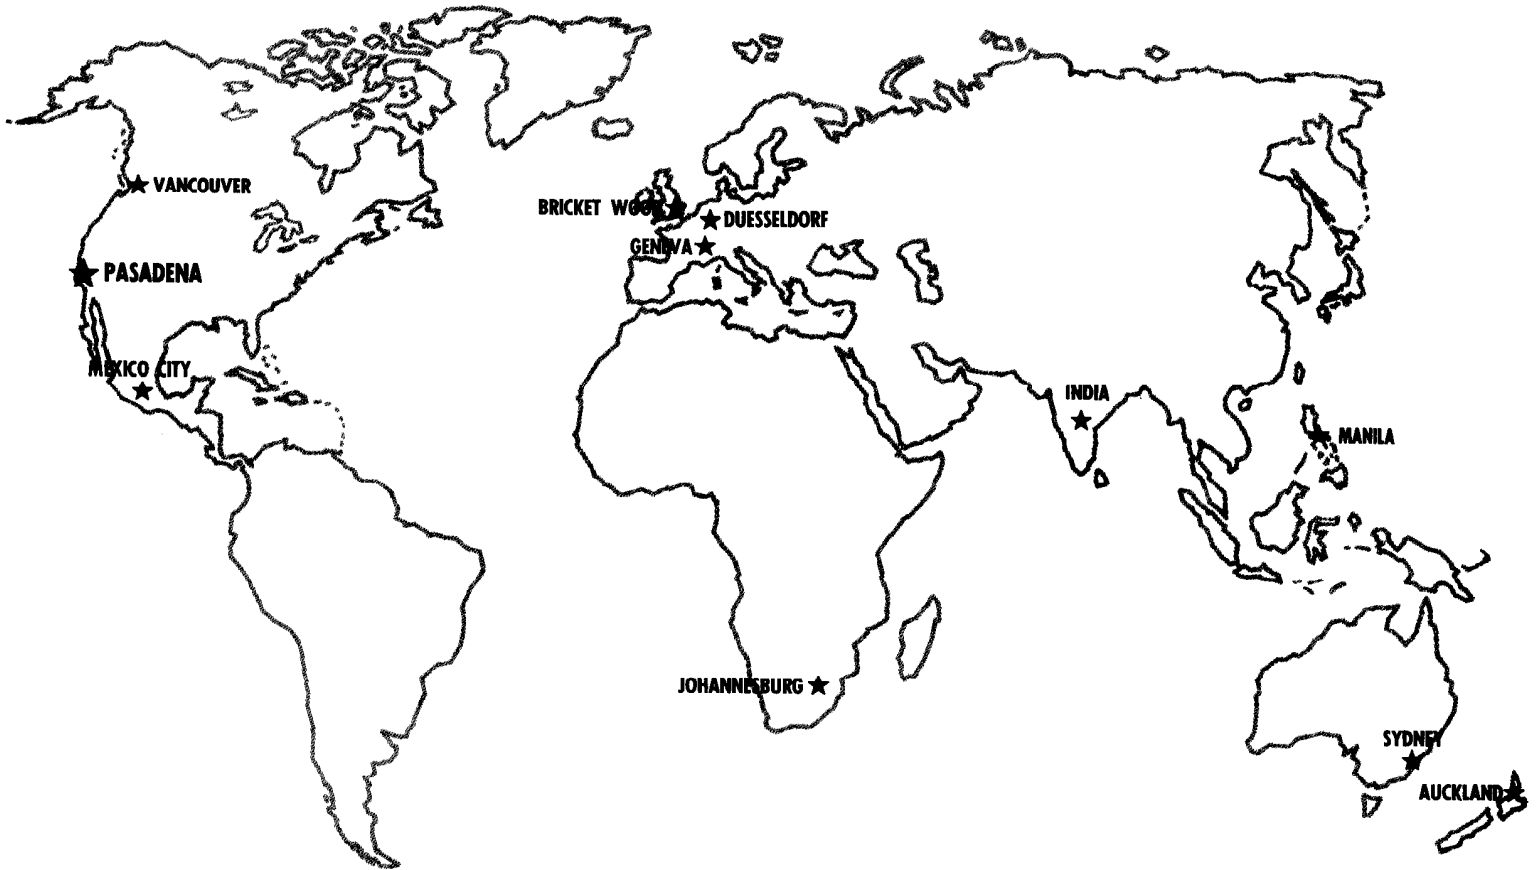 VANCOUVER
BRICKET WOOD
DUESSELDORF
GENEVA
PASADENA
MEXICO CITY
INDIA
MANILA
JOHANNESBURG
SYDNEY
AUCKLAND